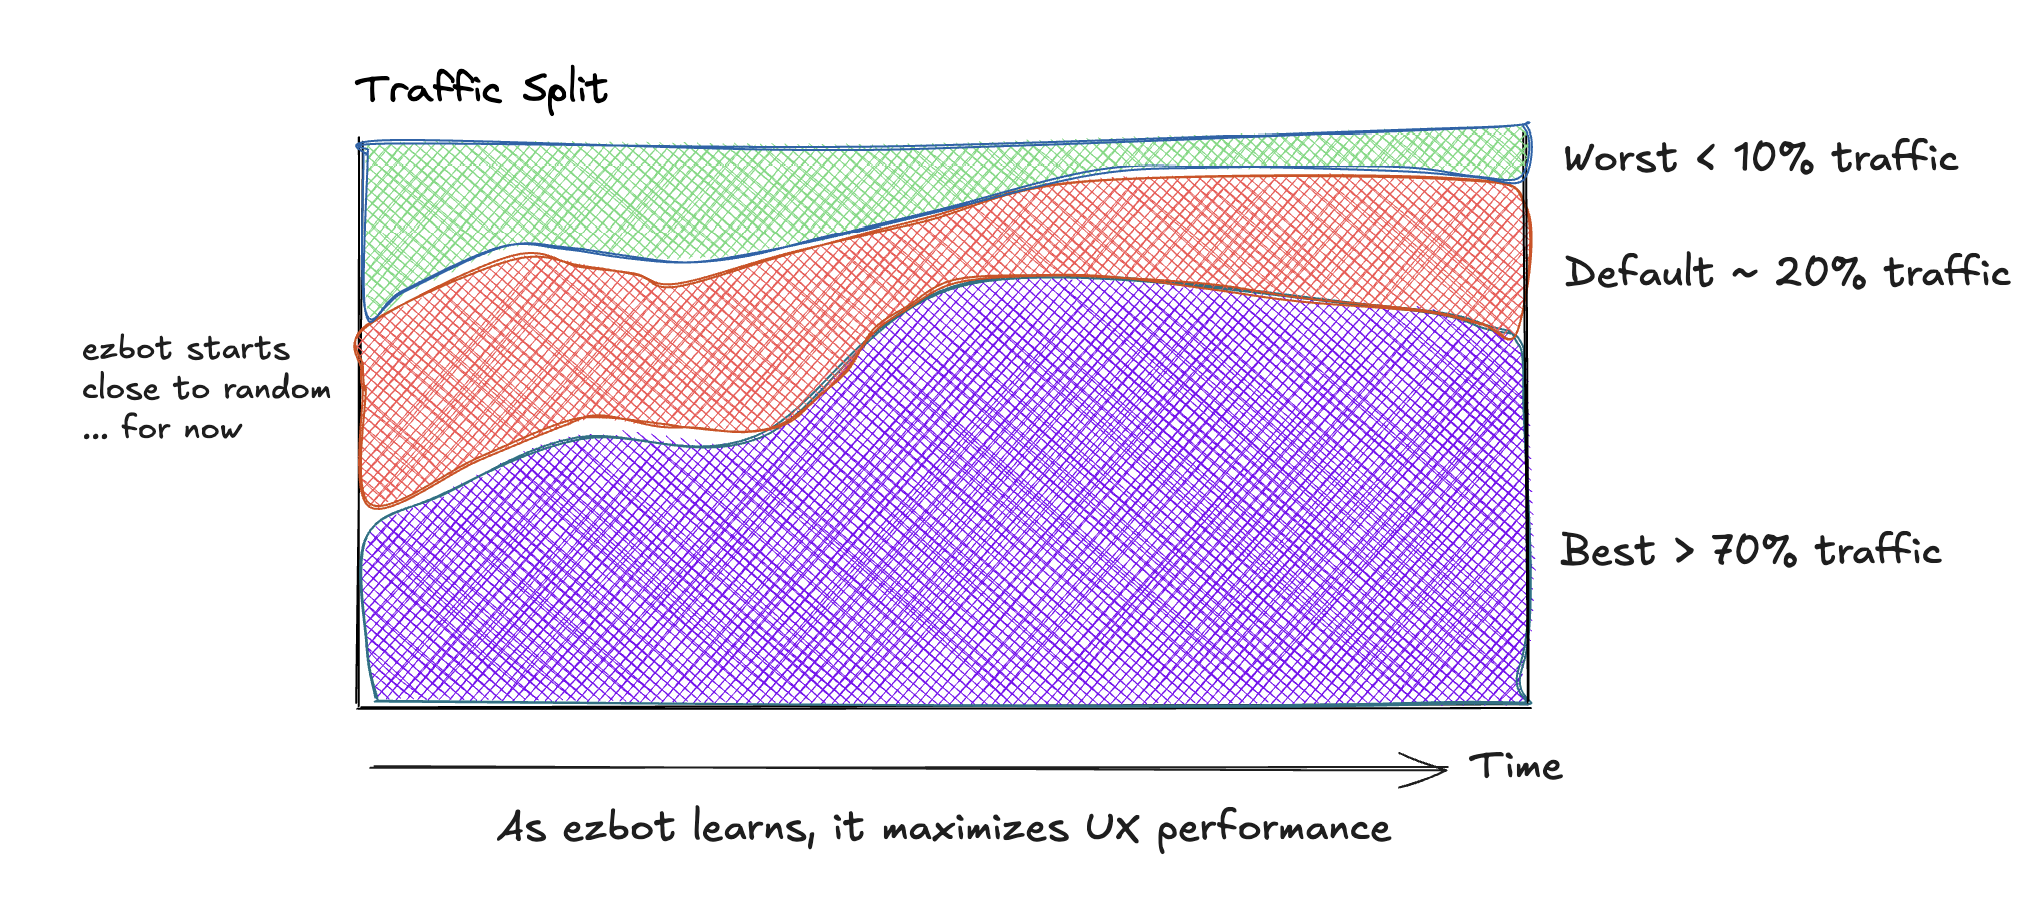 Traffic Split
Worst < 10% traffic
Default ~ 20% traffic
ezbot starts
close to random
... for now
Best > 70% traffic
Time
As ezbot learns, it maximizes UX performance